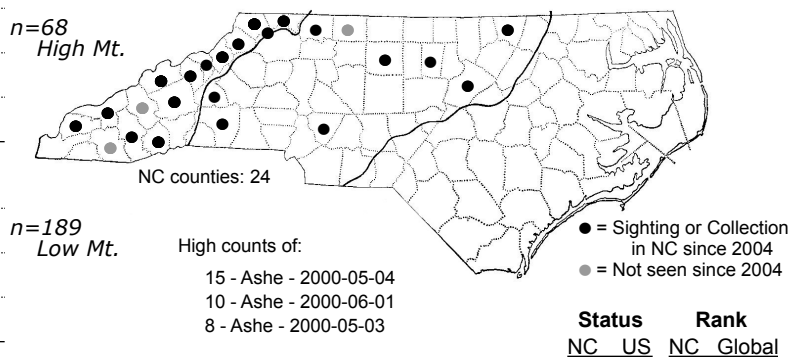 n=68
High Mt.
NC counties: 24
n=189
Low Mt.
High counts of:
15 - Ashe - 2000-05-04
10 - Ashe - 2000-06-01
8 - Ashe - 2000-05-03
= Sighting or Collection
in NC since 2004
= Not seen since 2004
Status Rank
NC US NC Global